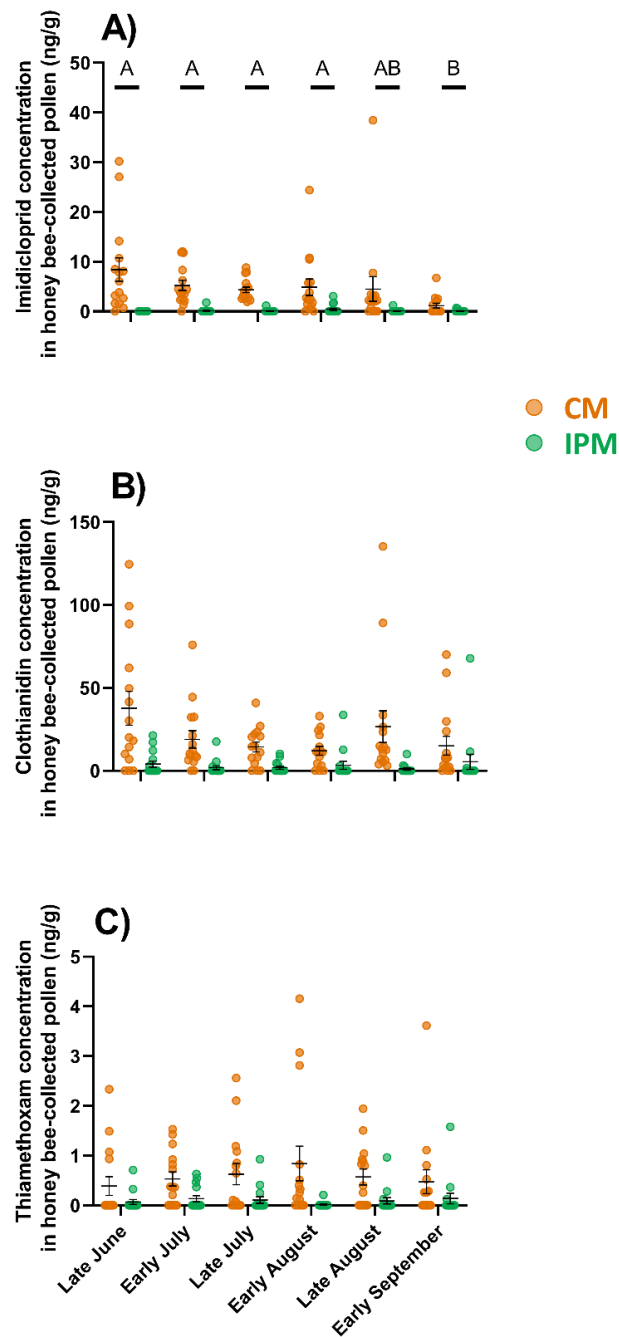 A)
Imidicloprid concentration
in honey bee-collected pollen (ng/g)
50
40
30
20
10
0
A A A A AB B
CM
IPM
B)
Clothianidin concentration
in honey bee-collected pollen (ng/g)
150
100
50
0
C)
Thiamethoxam concentration
in honey bee-collected pollen (ng/g)
5
4
3
2
1
0
Late June
Early July
Late July
Early August
Late August
Early September